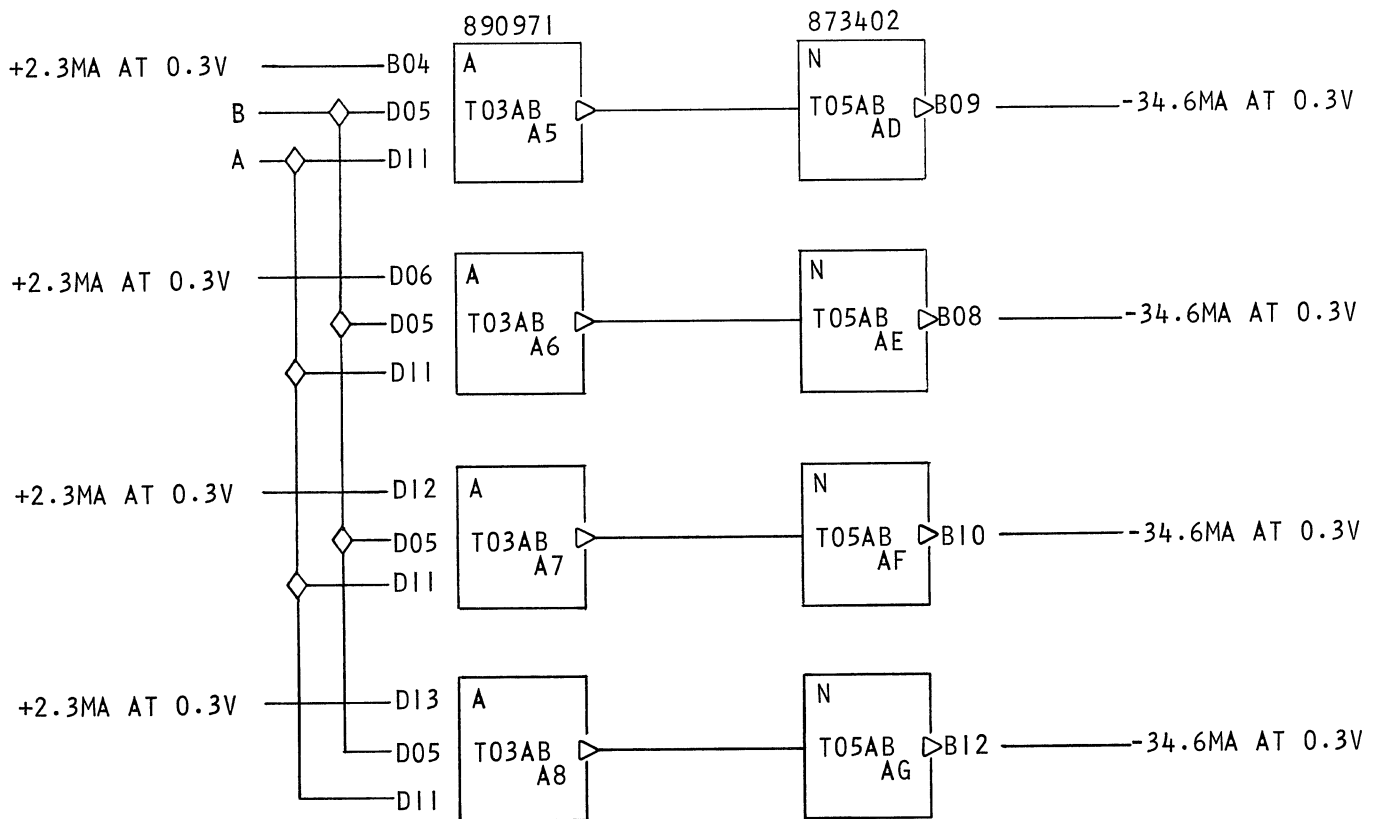 890971
873402
+2.3MA AT 0.3V
B04
A
N
B
D05
T03AB
A5
T05AB
AD
B09
-34.6MA AT 0.3V
A
D11
+2.3MA AT 0.3V
D06
A
N
D05
T03AB
A6
T05AB
AE
B08
-34.6MA AT 0.3V
D11
+2.3MA AT 0.3V
D12
A
N
D05
T03AB
A7
T05AB
AF
B10
-34.6MA AT 0.3V
D11
+2.3MA AT 0.3V
D13
A
N
D05
T03AB
A8
T05AB
AG
B12
-34.6MA AT 0.3V
D11